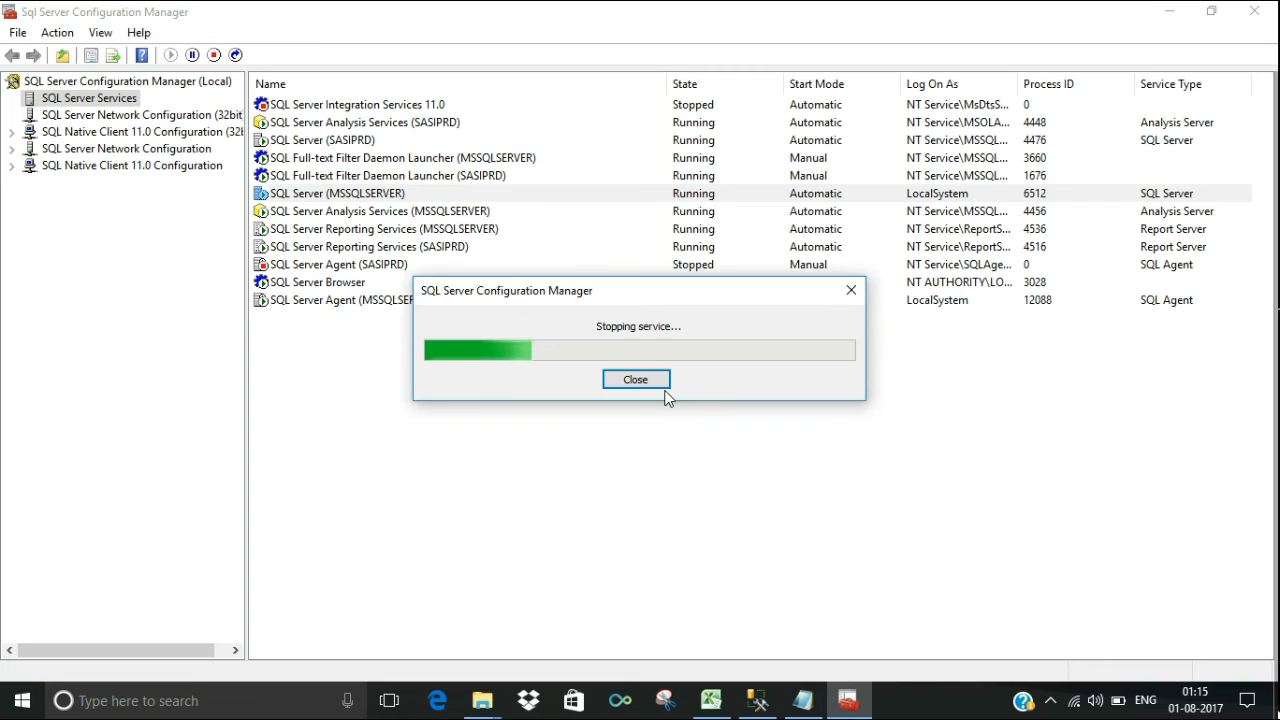 Sql Server Configuration Manager
File Action View Help
SQL Server Configuration Manager (Local)
SQL Server Services
SQL Server Network Configuration (32bit
SQL Native Client 11.0 Configuration (32b
SQL Server Network Configuration
SQL Native Client 11.0 Configuration
Name State Start Mode Log On As Process ID Service Type
SQL Server Integration Services 11.0 Stopped Automatic NT Service\MsDtsS... 0
SQL Server Analysis Services (SASIPRD) Running Automatic NT Service\MSOLA... 4448 Analysis Server
SQL Server (SASIPRD) Running Automatic NT Service\MSSQL... 4476 SQL Server
SQL Full-text Filter Daemon Launcher (MSSQLSERVER) Running Manual NT Service\MSSQL... 3660
SQL Full-text Filter Daemon Launcher (SASIPRD) Running Manual NT Service\MSSQL... 1676
SQL Server (MSSQLSERVER) Running Automatic LocalSystem 6512 SQL Server
SQL Server Analysis Services (MSSQLSERVER) Running Automatic NT Service\MSSQL... 4456 Analysis Server
SQL Server Reporting Services (MSSQLSERVER) Running Automatic NT Service\ReportS... 4536 Report Server
SQL Server Reporting Services (SASIPRD) Running Automatic NT Service\ReportS... 4516 Report Server
SQL Server Agent (SASIPRD) Stopped Manual NT Service\SQLAge... 0 SQL Agent
SQL Server Browser NT AUTHORITY\LO... 3028
SQL Server Agent (MSSQLSER LocalSystem 12088 SQL Agent
SQL Server Configuration Manager
Stopping service...
Close
Type here to search
ENG
01:15
01-08-2017